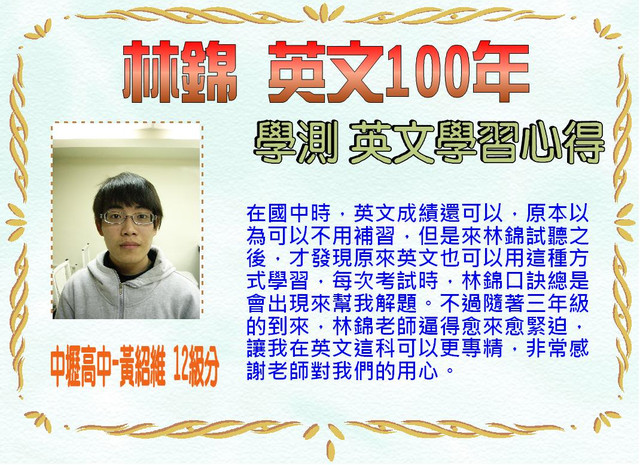 林錦 英文100年
學測 英文學習心得
在國中時，英文成績還可以，原本以
為可以不用補習，但是來林錦試聽之
後，才發現原來英文也可以用這種方
式學習，每次考試時，林錦口訣總是
會出現來幫我解題。不過隨著三年級
的到來，林錦老師逼得愈來愈緊迫，
讓我在英文這科可以更專精，非常感
謝老師對我們的用心。
中壢高中-黃紹維 12級分